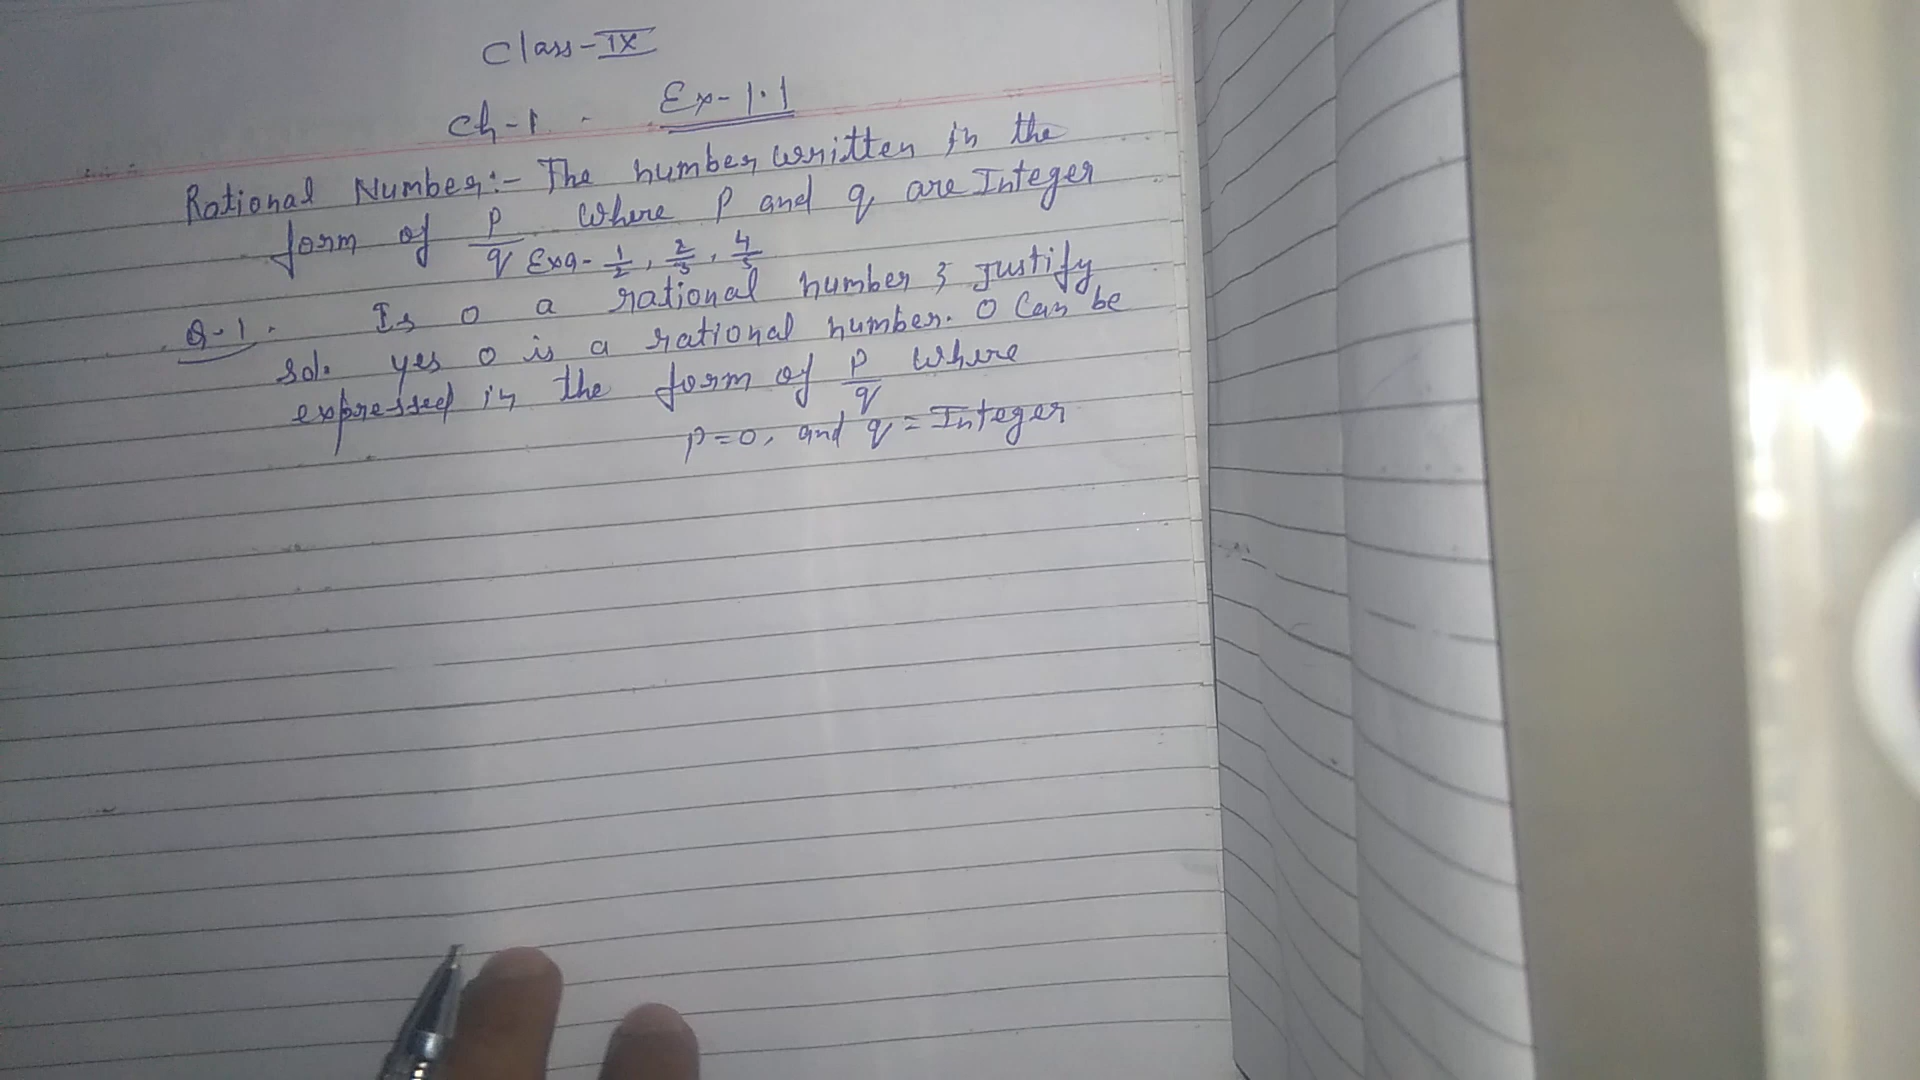 Class-IX
Ch-1. Ex-1.1
Rational Number:- The number written in the
form of p/q where p and q are Integer
Exa- 1/2, 2/3, 4/5
Q-1. Is 0 a rational number ? Justify
sol. yes 0 is a rational number. 0 Can be
expressed in the form of p/q where
p=0, and q = Integer